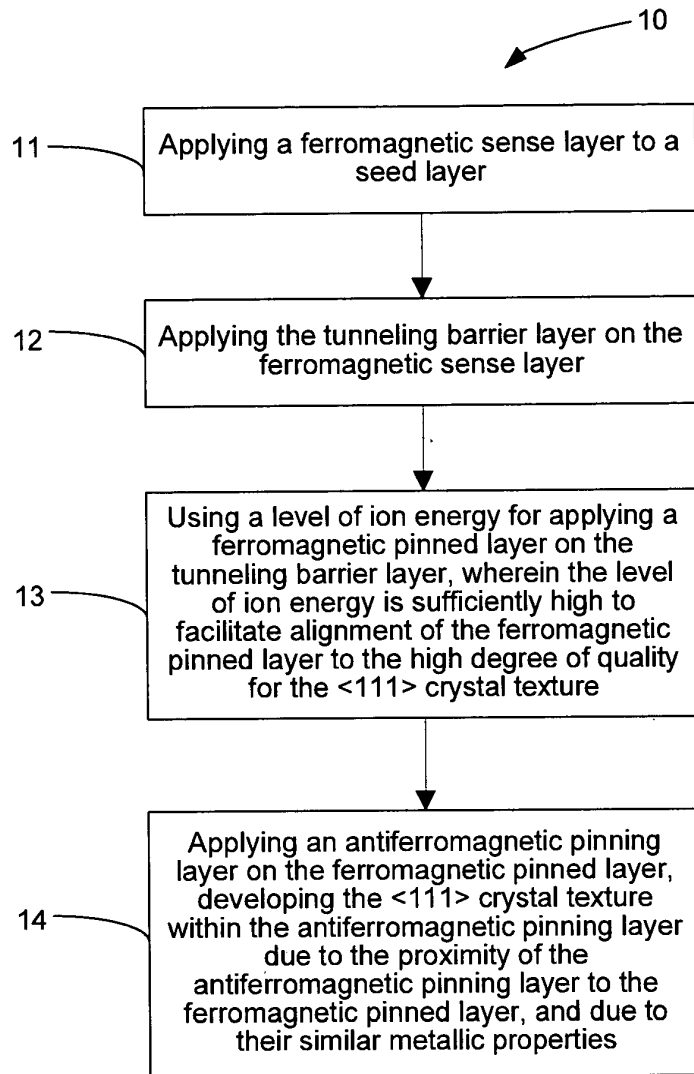 10
11
Applying a ferromagnetic sense layer to a
seed layer
12
Applying the tunneling barrier layer on the
ferromagnetic sense layer
13
Using a level of ion energy for applying a
ferromagnetic pinned layer on the
tunneling barrier layer, wherein the level
of ion energy is sufficiently high to
facilitate alignment of the ferromagnetic
pinned layer to the high degree of quality
for the <111> crystal texture
14
Applying an antiferromagnetic pinning
layer on the ferromagnetic pinned layer,
developing the <111> crystal texture
within the antiferromagnetic pinning layer
due to the proximity of the
antiferromagnetic pinning layer to the
ferromagnetic pinned layer, and due to
their similar metallic properties